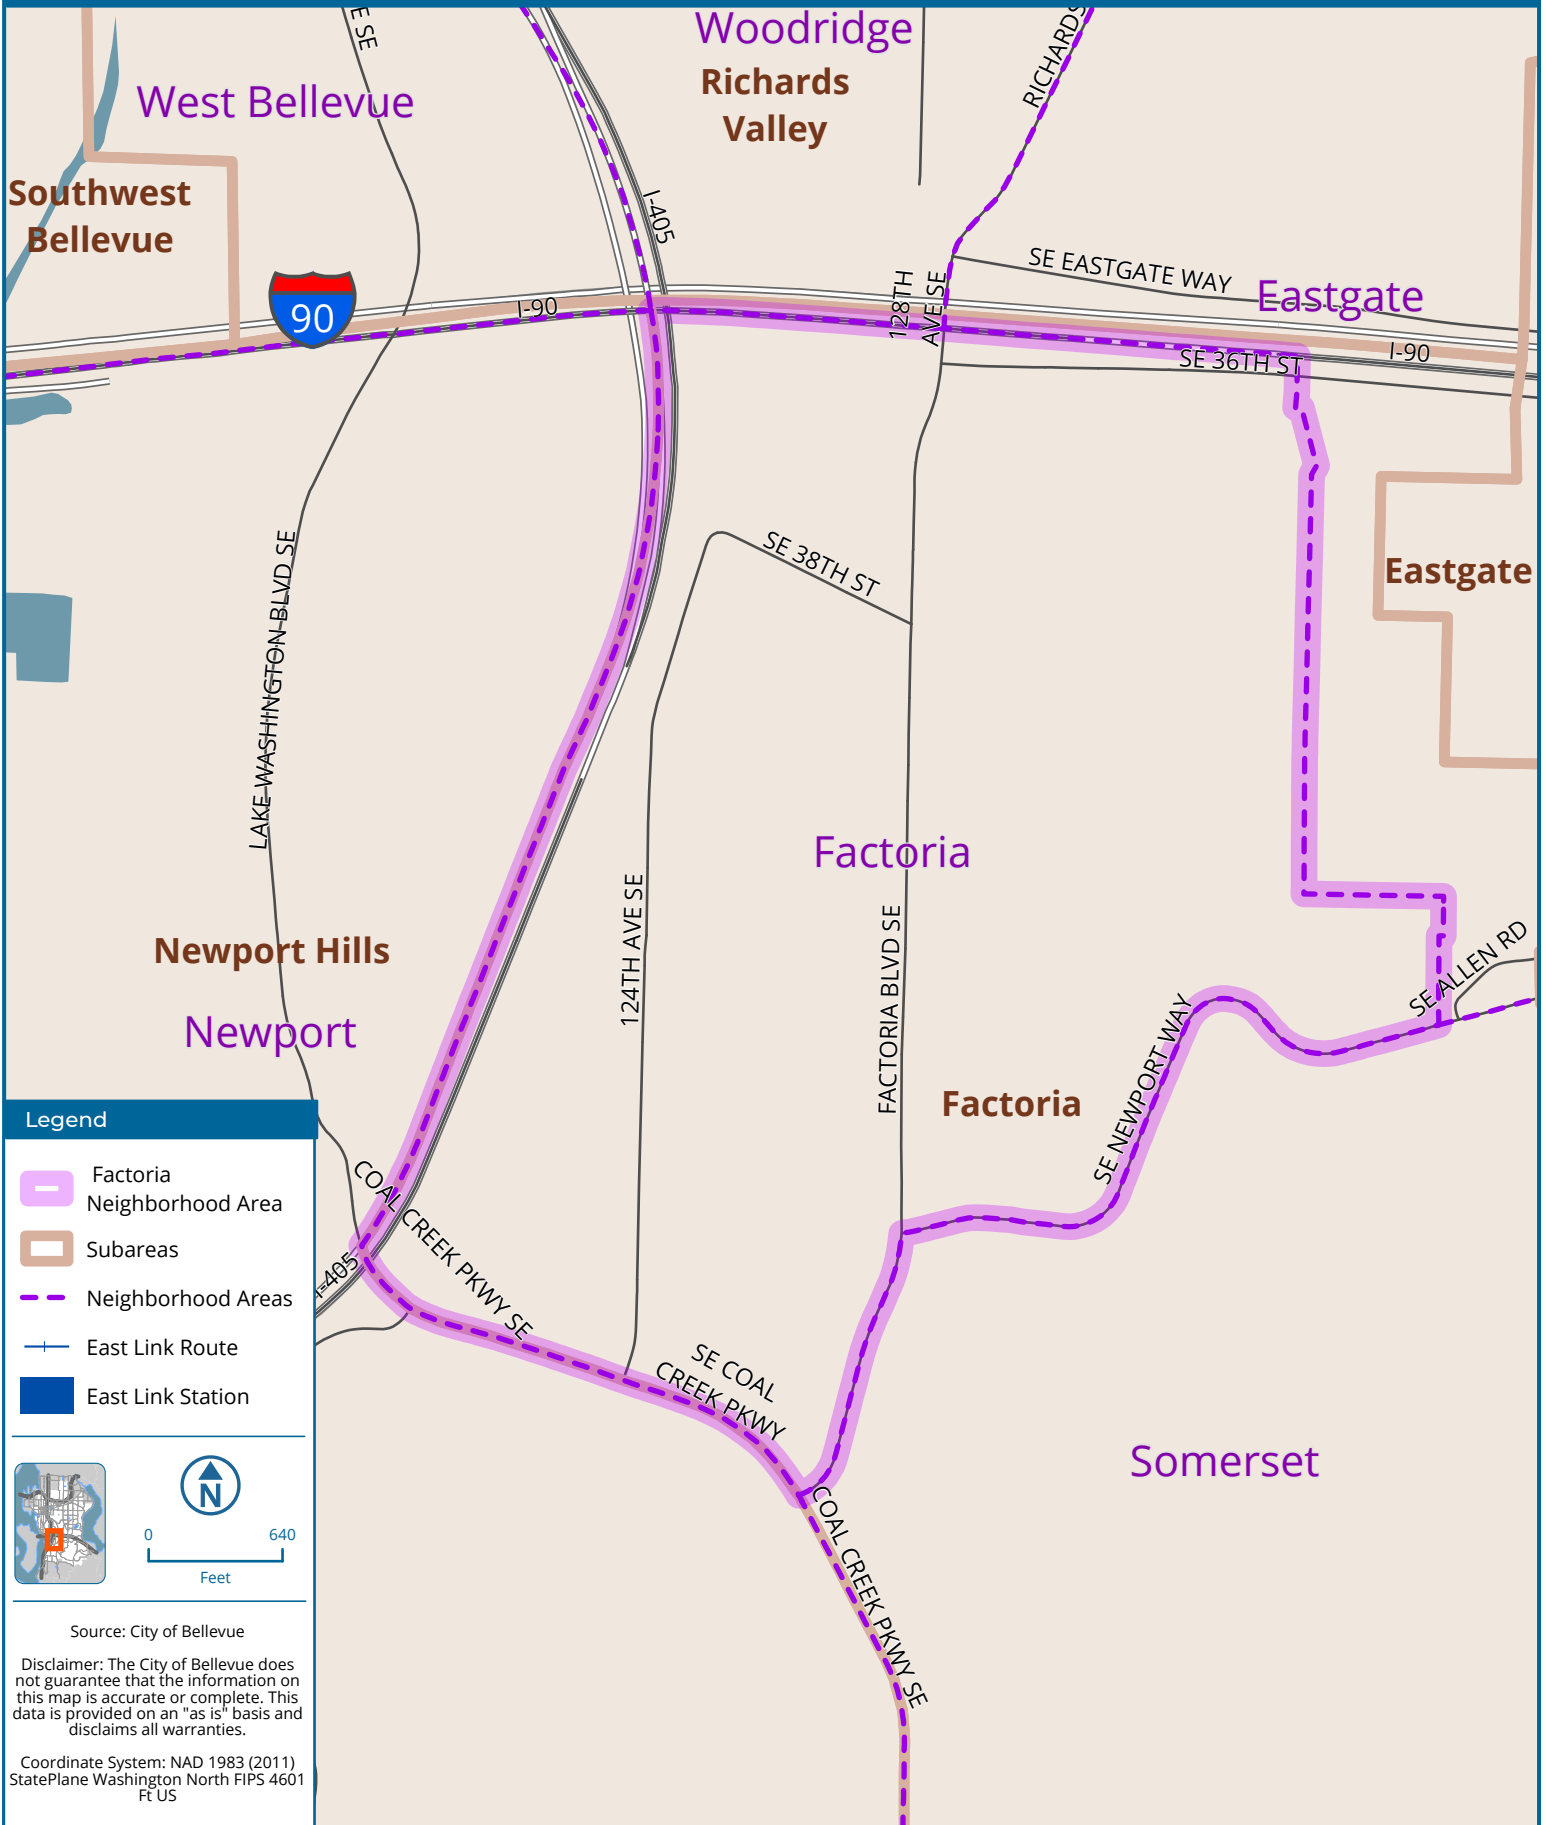 E SE
Woodridge
RICHARDS
West Bellevue
Richards
Valley
Southwest
Bellevue
I-405
SE EASTGATE WAY
128TH
AVE SE
Eastgate
90
I-90
I-90
SE 36TH ST
SE 38TH ST
Eastgate
LAKE WASHINGTON BLVD SE
Factoria
124TH AVE SE
FACTORIA BLVD SE
Newport Hills
SE ALLEN RD
Newport
SE NEWPORT WAY
Factoria
COAL CREEK PKWY SE
I-405
SE COAL
CREEK PKWY
Somerset
COAL CREEK PKWY SE
Legend
Factoria
Neighborhood Area
Subareas
Neighborhood Areas
East Link Route
East Link Station
N
0 640
Feet
Source: City of Bellevue
Disclaimer: The City of Bellevue does
not guarantee that the information on
this map is accurate or complete. This
data is provided on an "as is" basis and
disclaims all warranties.
Coordinate System: NAD 1983 (2011)
StatePlane Washington North FIPS 4601
Ft US